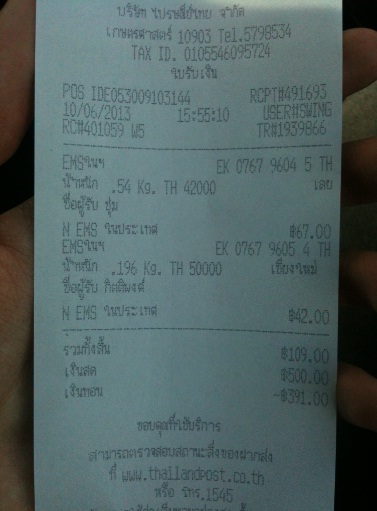 บริษัท ไปรษณีย์ไทย จำกัด
เกษตรศาสตร์ 10903 Tel.5798534
TAX ID. 0105546095724
ใบรับเงิน
POS IDE053009103144 RCPT#491693
10/06/2013 15:55:10 USER#SWING
RC#401059 W5 TR#1939866
EMSในฯ EK 0767 9604 5 TH
น้ำหนัก .54 Kg. TH 42000 เลย
ชื่อผู้รับ ชุ่ม
N EMS ในประเทศ ฿67.00
EMSในฯ EK 0767 9605 4 TH
น้ำหนัก .196 Kg. TH 50000 เชียงใหม่
ชื่อผู้รับ กิตติพงศ์
N EMS ในประเทศ ฿42.00
รวมทั้งสิ้น ฿109.00
เงินสด ฿500.00
เงินทอน -฿391.00
ขอบคุณที่ใช้บริการ
สามารถตรวจสอบสถานะสิ่งของฝากส่ง
ที่ www.thailandpost.co.th
หรือ โทร.1545